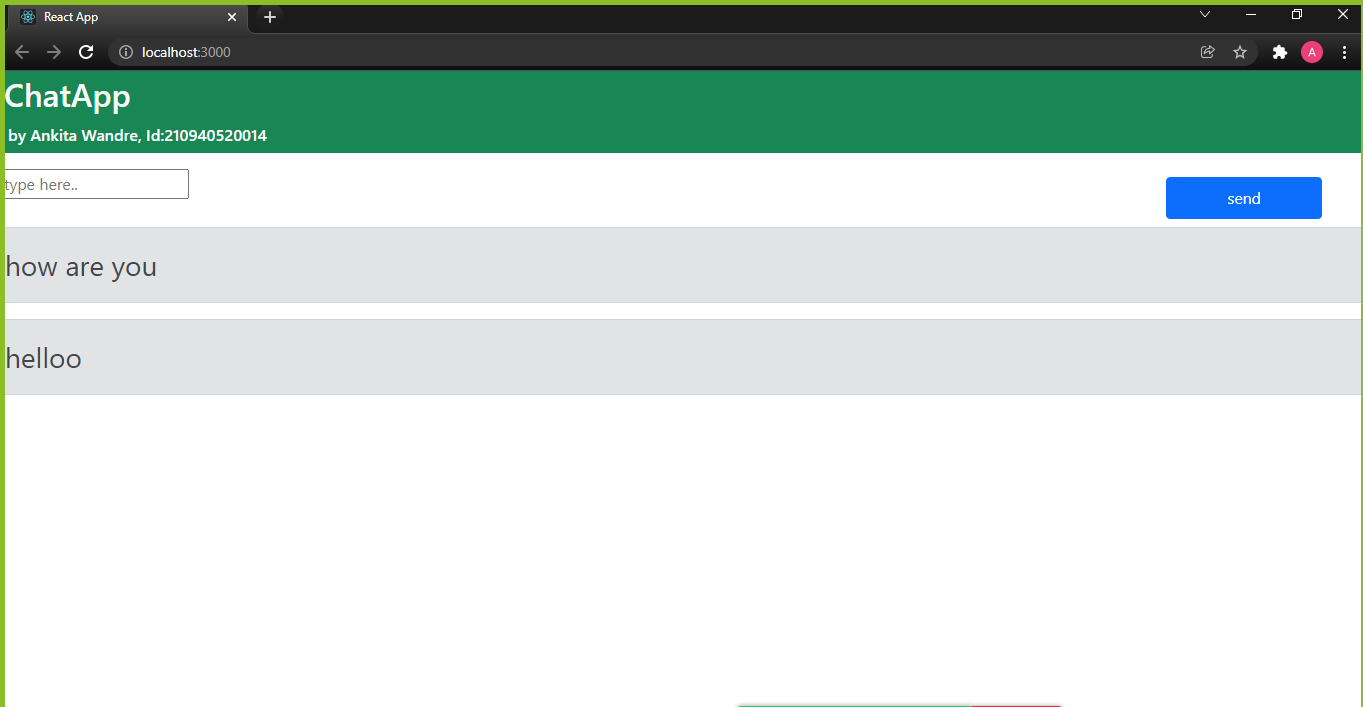 React App
localhost:3000
A
ChatApp
by Ankita Wandre, Id:210940520014
type here..
send
how are you
helloo